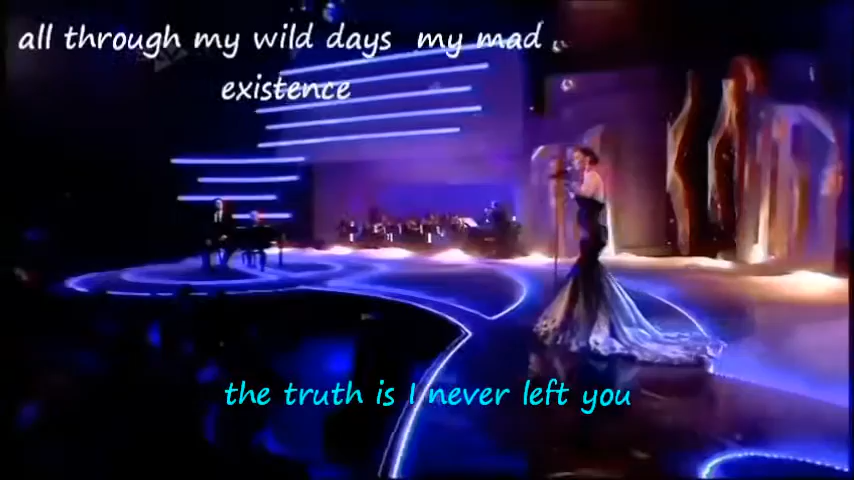 all through my wild days my mad
existence
the truth is I never left you